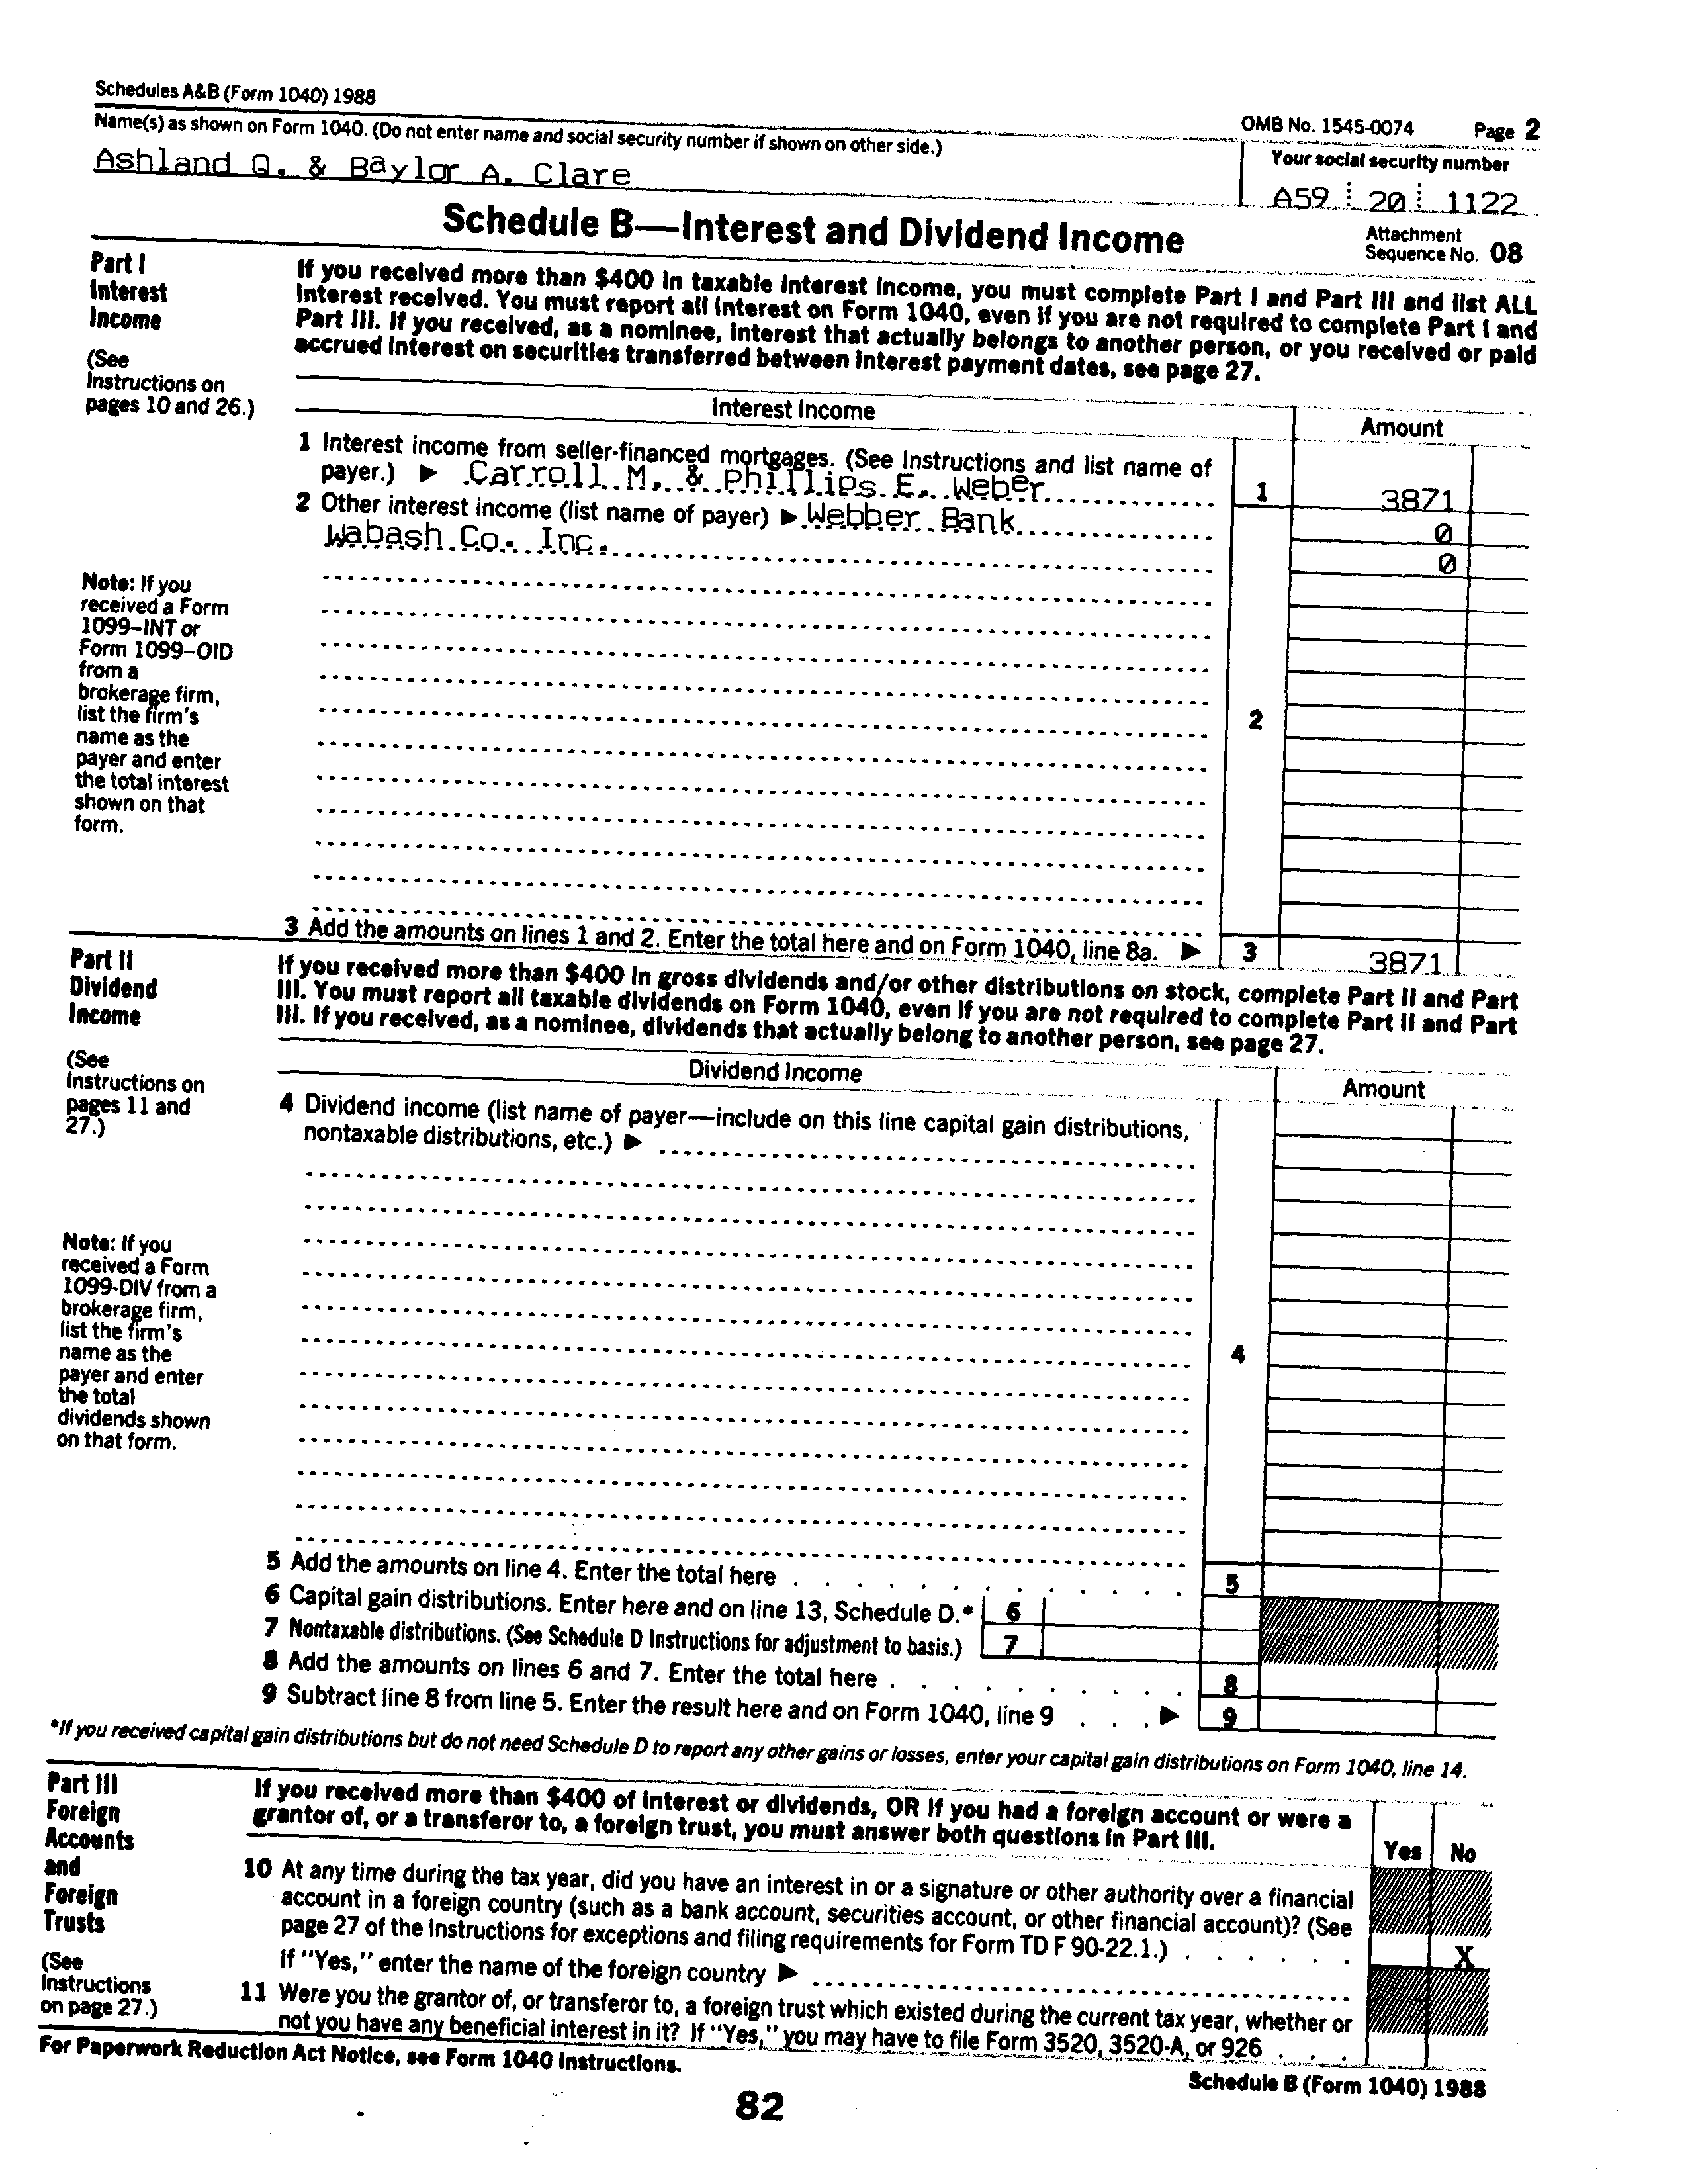 Schedules A&B (Form 1040) 1988
OMB No. 1545-0074
Page 2
Name(s) as shown on Form 1040. (Do not enter name and social security number if shown on other side.)
Your social security number
Ashland Q. & Baylor A. Clare
A59 20 1122
Schedule B—Interest and Dividend Income
Attachment
Sequence No. 08
Part I
Interest
Income
(See
Instructions on
pages 10 and 26.)
If you received more than $400 in taxable interest income, you must complete Part I and Part III and list ALL
interest received. You must report all interest on Form 1040, even if you are not required to complete Part I and
Part III. If you received, as a nominee, interest that actually belongs to another person, or you received or paid
accrued interest on securities transferred between interest payment dates, see page 27.
Interest Income
Amount
1 Interest income from seller-financed mortgages. (See Instructions and list name of
payer.) ▶ Carroll M. & Phillips E. Weber
1
3871
2 Other interest income (list name of payer) ▶ Webber Bank
0
Wabash Co. Inc.
0
Note: If you
received a Form
1099–INT or
Form 1099–OID
from a
brokerage firm,
list the firm's
name as the
payer and enter
the total interest
shown on that
form.
2
3 Add the amounts on lines 1 and 2. Enter the total here and on Form 1040, line 8a. ▶
3
3871
Part II
Dividend
Income
(See
Instructions on
pages 11 and
27.)
If you received more than $400 in gross dividends and/or other distributions on stock, complete Part II and Part
III. You must report all taxable dividends on Form 1040, even if you are not required to complete Part II and Part
III. If you received, as a nominee, dividends that actually belong to another person, see page 27.
Dividend Income
Amount
4 Dividend income (list name of payer—include on this line capital gain distributions,
nontaxable distributions, etc.) ▶
Note: If you
received a Form
1099-DIV from a
brokerage firm,
list the firm's
name as the
payer and enter
the total
dividends shown
on that form.
4
5 Add the amounts on line 4. Enter the total here . . . . . . . . . . . .
5
6 Capital gain distributions. Enter here and on line 13, Schedule D.*
6
7 Nontaxable distributions. (See Schedule D Instructions for adjustment to basis.)
7
8 Add the amounts on lines 6 and 7. Enter the total here . . . . . . . . .
8
9 Subtract line 8 from line 5. Enter the result here and on Form 1040, line 9 . . . ▶
9
*If you received capital gain distributions but do not need Schedule D to report any other gains or losses, enter your capital gain distributions on Form 1040, line 14.
Part III
Foreign
Accounts
and
Foreign
Trusts
(See
Instructions
on page 27.)
If you received more than $400 of interest or dividends, OR if you had a foreign account or were a
grantor of, or a transferor to, a foreign trust, you must answer both questions in Part III.
Yes
No
10 At any time during the tax year, did you have an interest in or a signature or other authority over a financial
account in a foreign country (such as a bank account, securities account, or other financial account)? (See
page 27 of the Instructions for exceptions and filing requirements for Form TD F 90-22.1.) . . . . . .
X
If "Yes," enter the name of the foreign country ▶
11 Were you the grantor of, or transferor to, a foreign trust which existed during the current tax year, whether or
not you have any beneficial interest in it? If "Yes," you may have to file Form 3520, 3520-A, or 926 . . .
For Paperwork Reduction Act Notice, see Form 1040 Instructions.
Schedule B (Form 1040) 1988
82